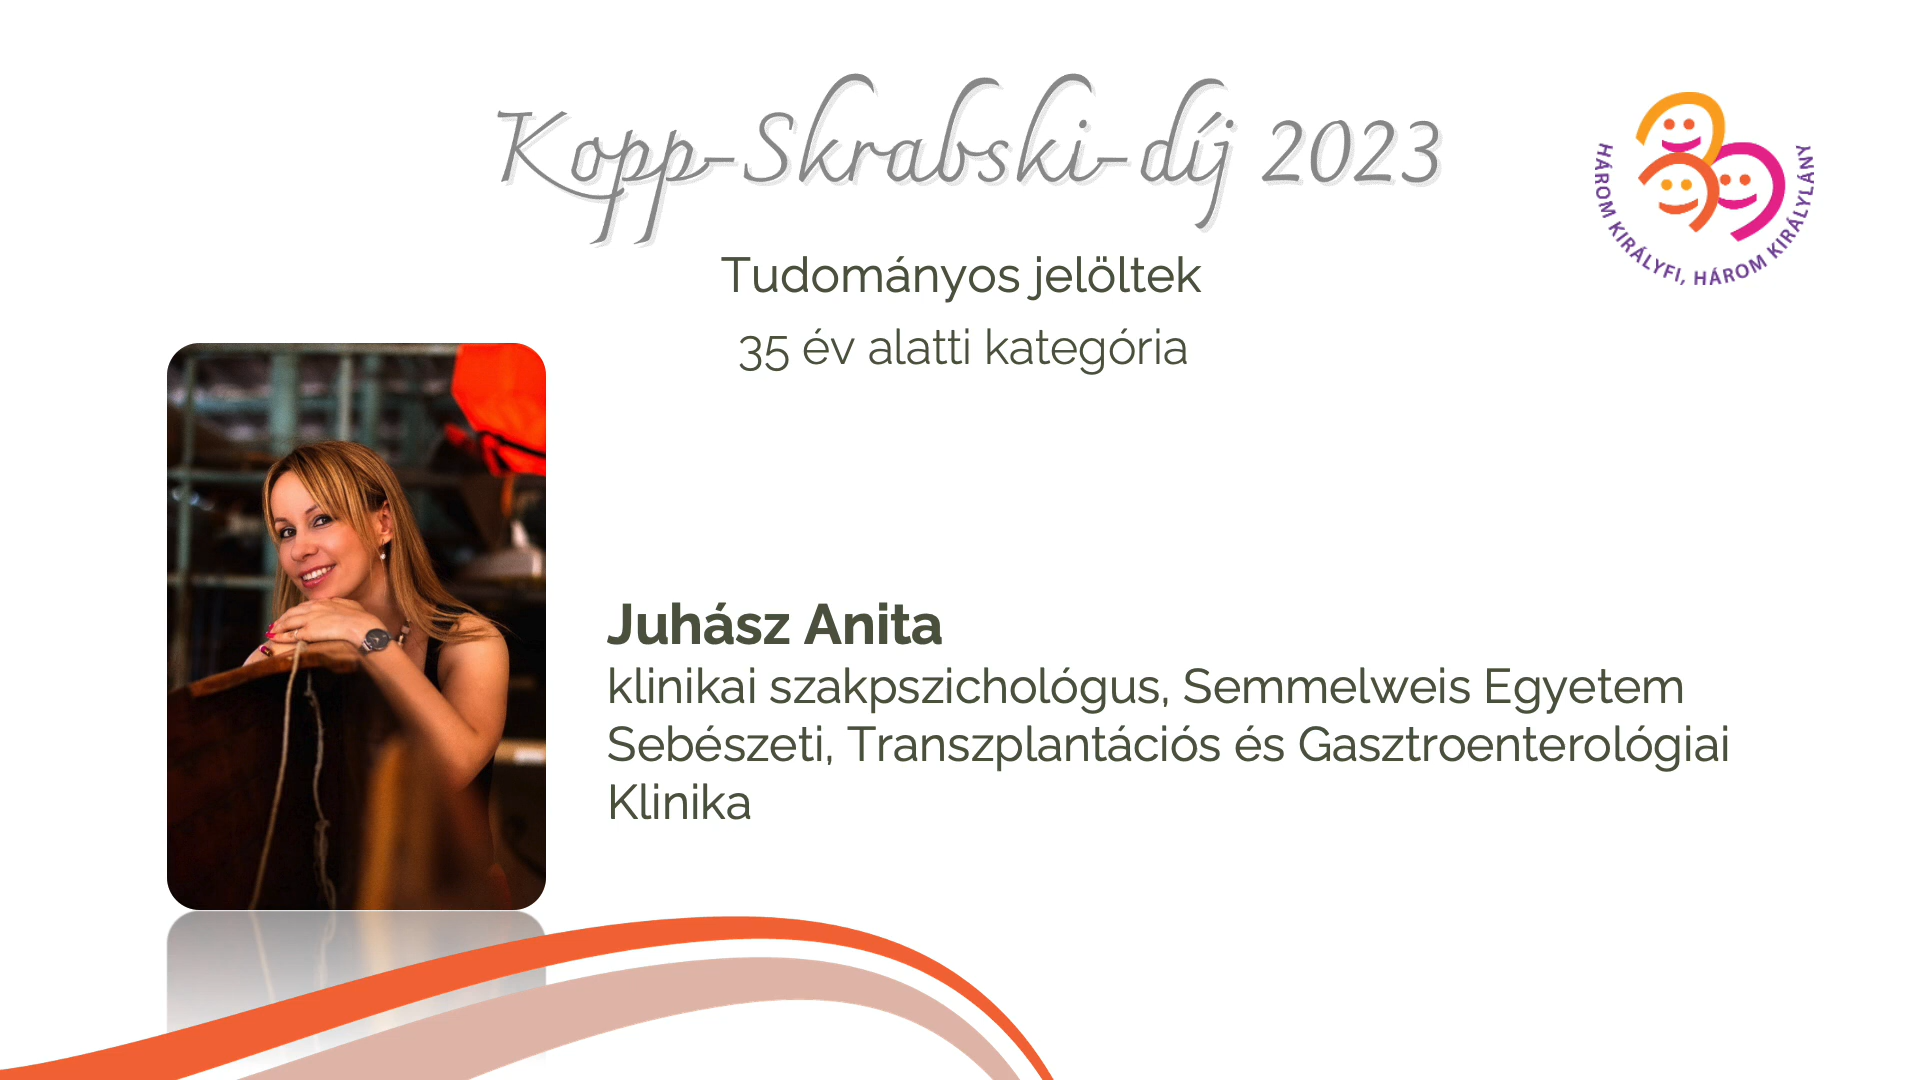 Kopp-Skrabski-díj 2023
HÁROM KIRÁLYFI, HÁROM KIRÁLYLÁNY
Tudományos jelöltek
35 év alatti kategória
Juhász Anita
klinikai szakpszichológus, Semmelweis Egyetem
Sebészeti, Transzplantációs és Gasztroenterológiai
Klinika